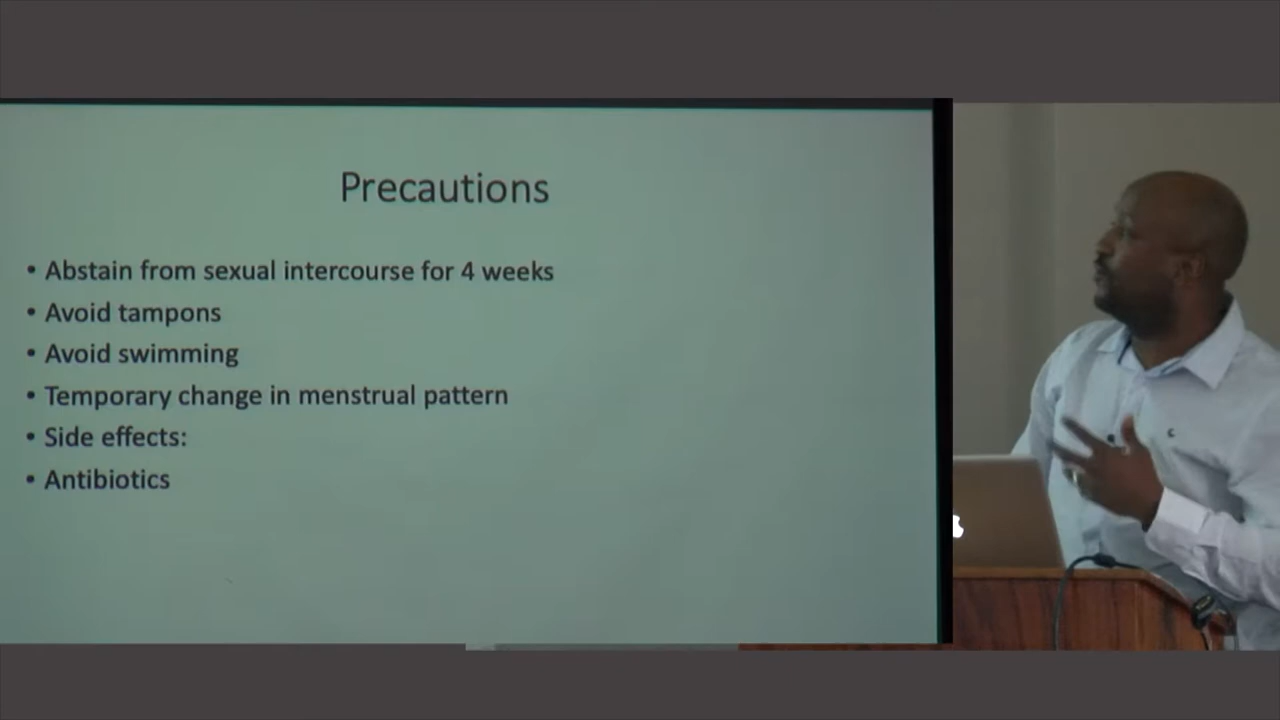 Precautions
• Abstain from sexual intercourse for 4 weeks
• Avoid tampons
• Avoid swimming
• Temporary change in menstrual pattern
• Side effects:
• Antibiotics